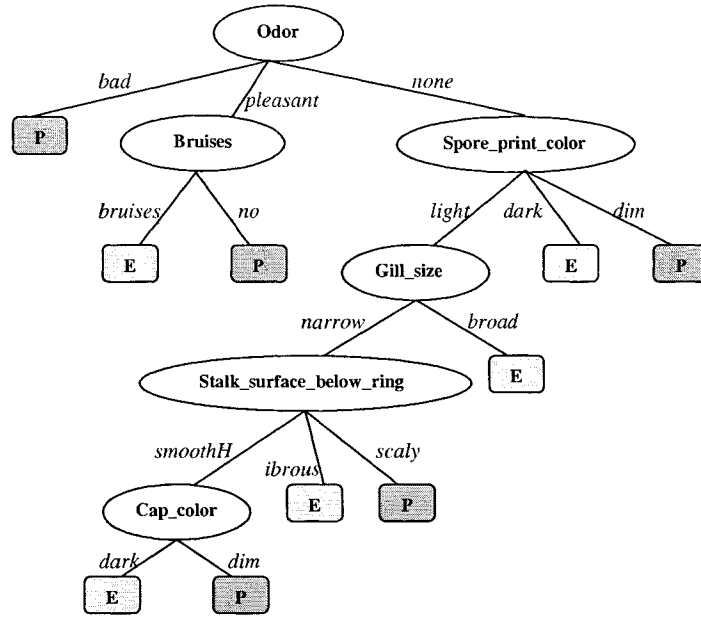 Odor
bad
pleasant
none
P
Bruises
Spore_print_color
bruises
no
light
dark
dim
E
P
Gill_size
E
P
narrow
broad
Stalk_surface_below_ring
E
smoothH
ibrous
scaly
Cap_color
E
P
dark
dim
E
P